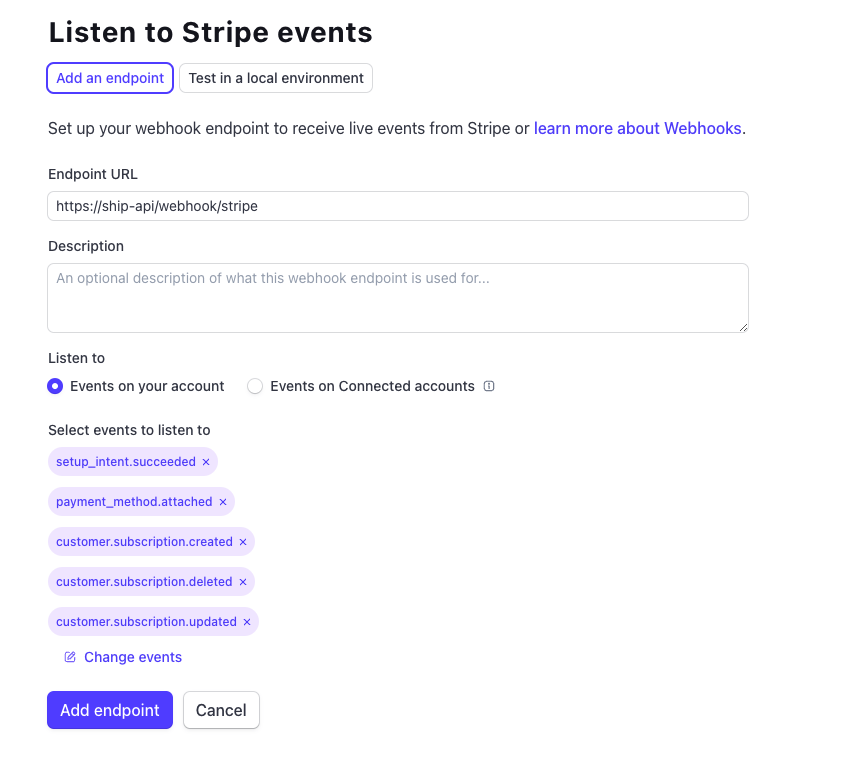 Listen to Stripe events
Add an endpoint Test in a local environment
Set up your webhook endpoint to receive live events from Stripe or learn more about Webhooks.
Endpoint URL
https://ship-api/webhook/stripe
Description
An optional description of what this webhook endpoint is used for...
Listen to
Events on your account Events on Connected accounts
Select events to listen to
setup_intent.succeeded ×
payment_method.attached ×
customer.subscription.created ×
customer.subscription.deleted ×
customer.subscription.updated ×
Change events
Add endpoint Cancel